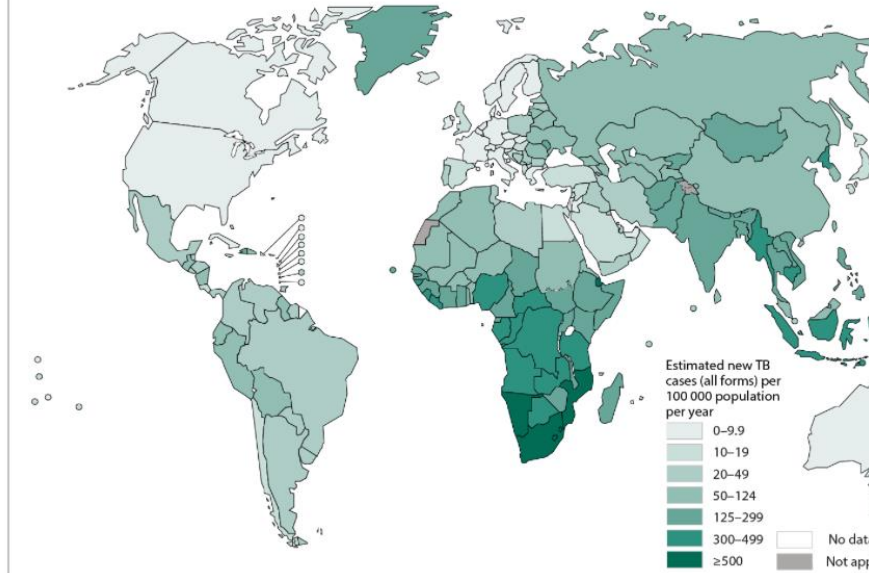 Estimated new TB
cases (all forms) per
100 000 population
per year
0–9.9
10–19
20–49
50–124
125–299
300–499
≥500
No data
Not app